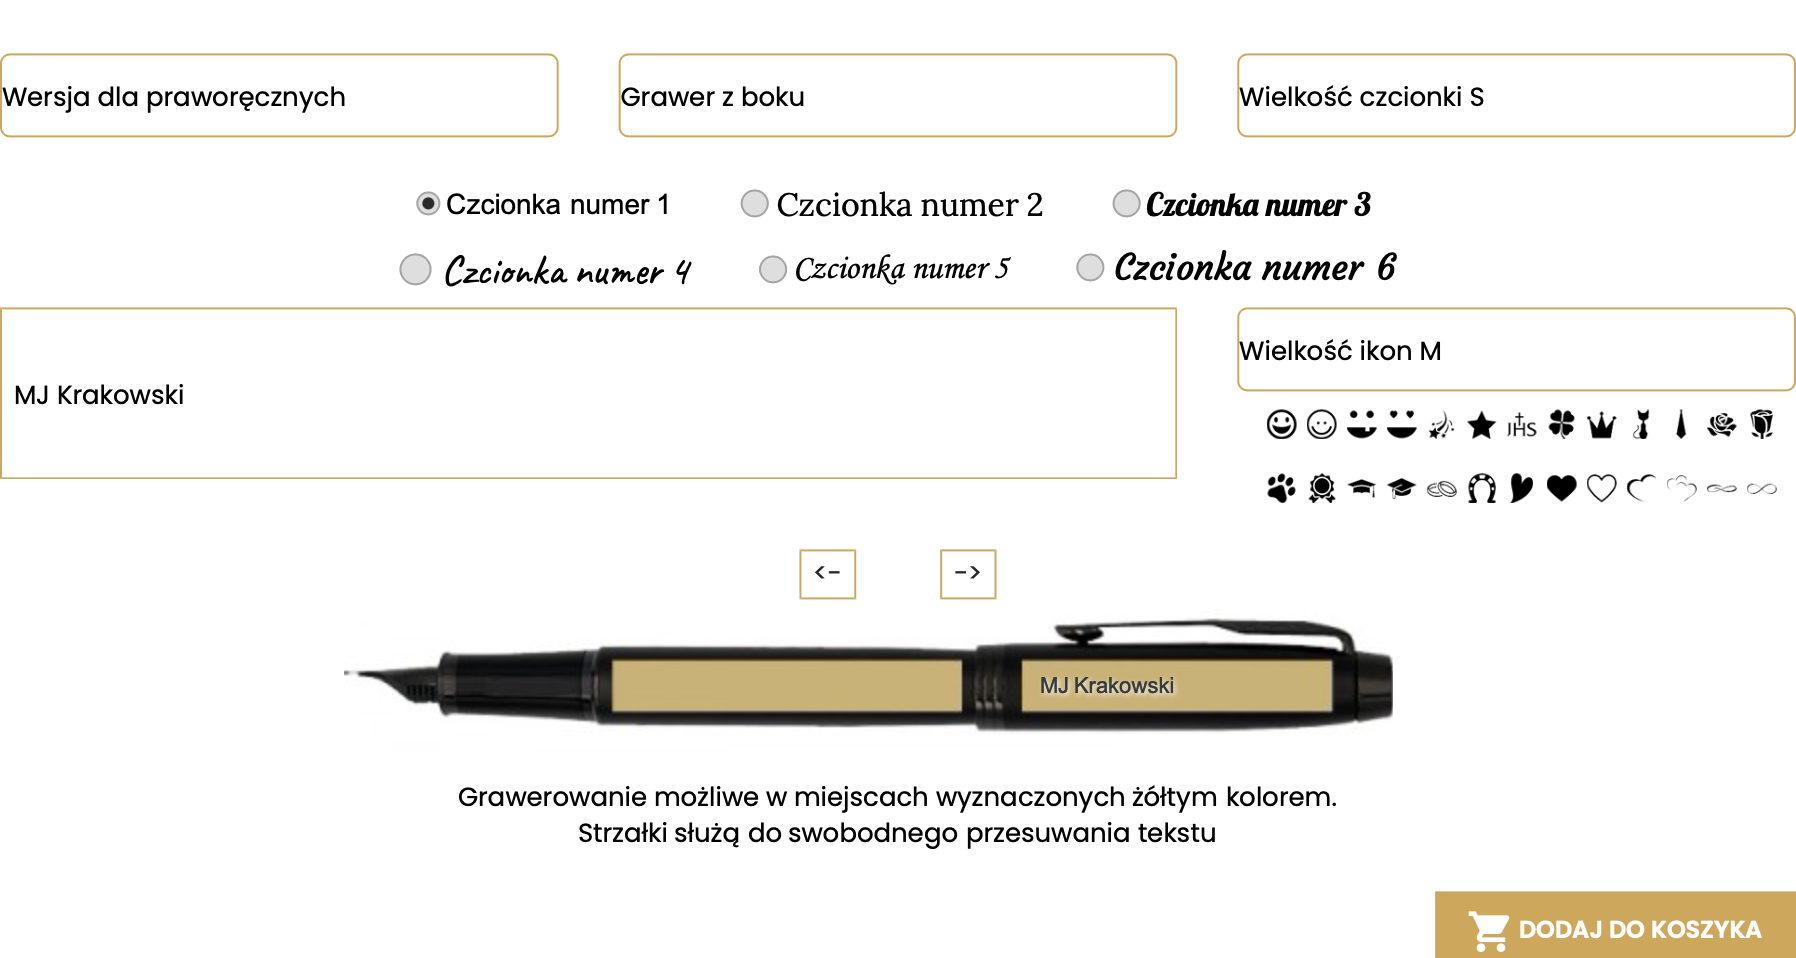 Wersja dla praworęcznych
Grawer z boku
Wielkość czcionki S
Czcionka numer 1
Czcionka numer 2
Czcionka numer 3
Czcionka numer 4
Czcionka numer 5
Czcionka numer 6
MJ Krakowski
Wielkość ikon M
JHS
<-
->
MJ Krakowski
Grawerowanie możliwe w miejscach wyznaczonych żółtym kolorem.
Strzałki służą do swobodnego przesuwania tekstu
DODAJ DO KOSZYKA